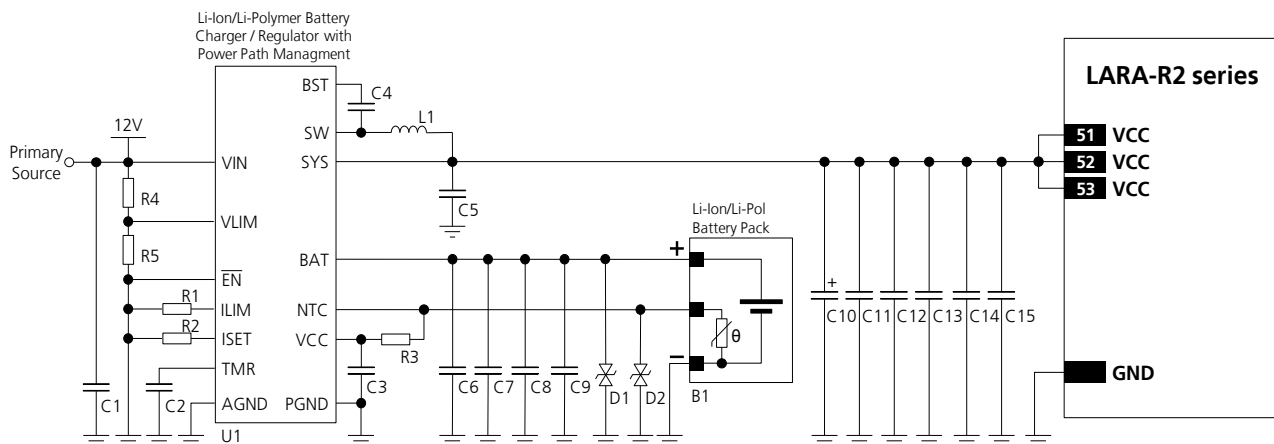 Li-Ion/Li-Polymer Battery
Charger / Regulator with
Power Path Managment
LARA-R2 series
BST
C4
L1
12V
SW
51 VCC
Primary
Source
VIN
SYS
52 VCC
53 VCC
R4
C5
VLIM
Li-Ion/Li-Pol
Battery Pack
R5
BAT
+
EN
R1
ILIM
NTC
+
R2
ISET
VCC
R3
θ
C10 C11 C12 C13 C14 C15
TMR
–
GND
C1
C2
AGND
PGND
C3
C6
C7
C8
C9
D1
D2
B1
U1